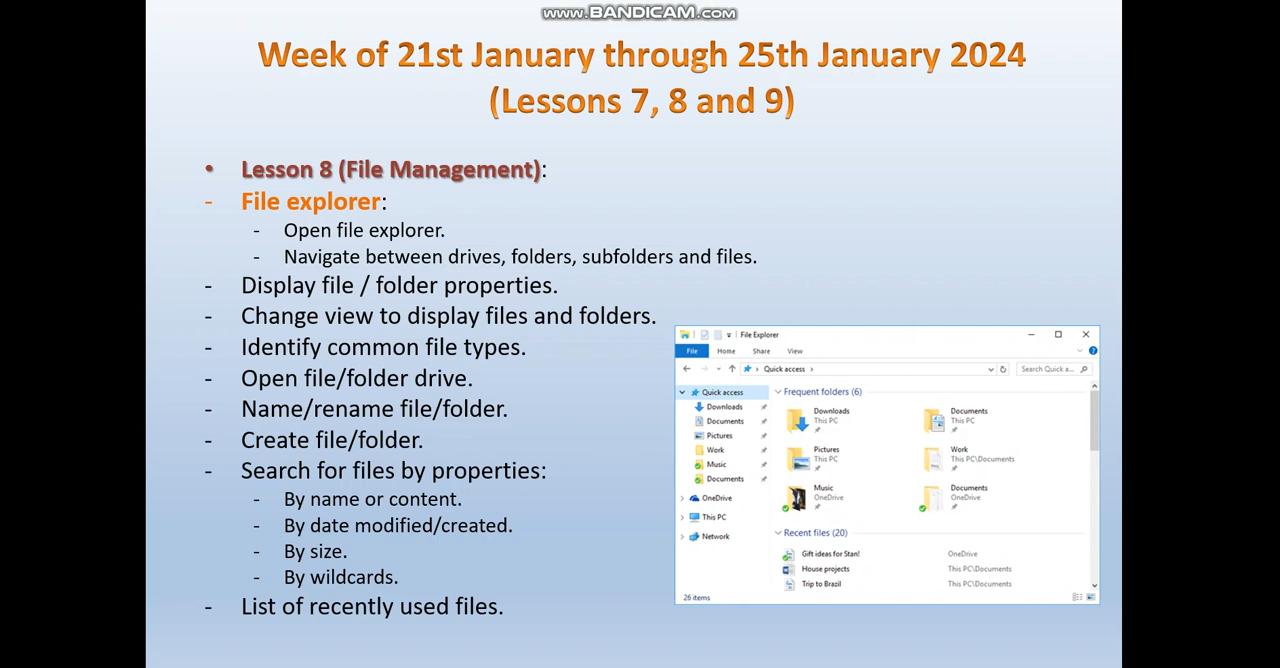 www.BANDICAM.com
Week of 21st January through 25th January 2024
(Lessons 7, 8 and 9)
• Lesson 8 (File Management):
- File explorer:
- Open file explorer.
- Navigate between drives, folders, subfolders and files.
- Display file / folder properties.
- Change view to display files and folders.
- Identify common file types.
- Open file/folder drive.
- Name/rename file/folder.
- Create file/folder.
- Search for files by properties:
- By name or content.
- By date modified/created.
- By size.
- By wildcards.
- List of recently used files.
File Explorer
File Home Share View
Quick access Search Quick a...
Quick access
Downloads
Documents
Pictures
Work
Music
Documents
OneDrive
This PC
Network
Frequent folders (6)
Downloads
This PC
Documents
This PC
Pictures
This PC
Work
This PC\Documents
Music
OneDrive
Documents
OneDrive
Recent files (20)
Gift ideas for Stan! OneDrive
House projects This PC\Documents
Trip to Brazil This PC\Documents
26 items